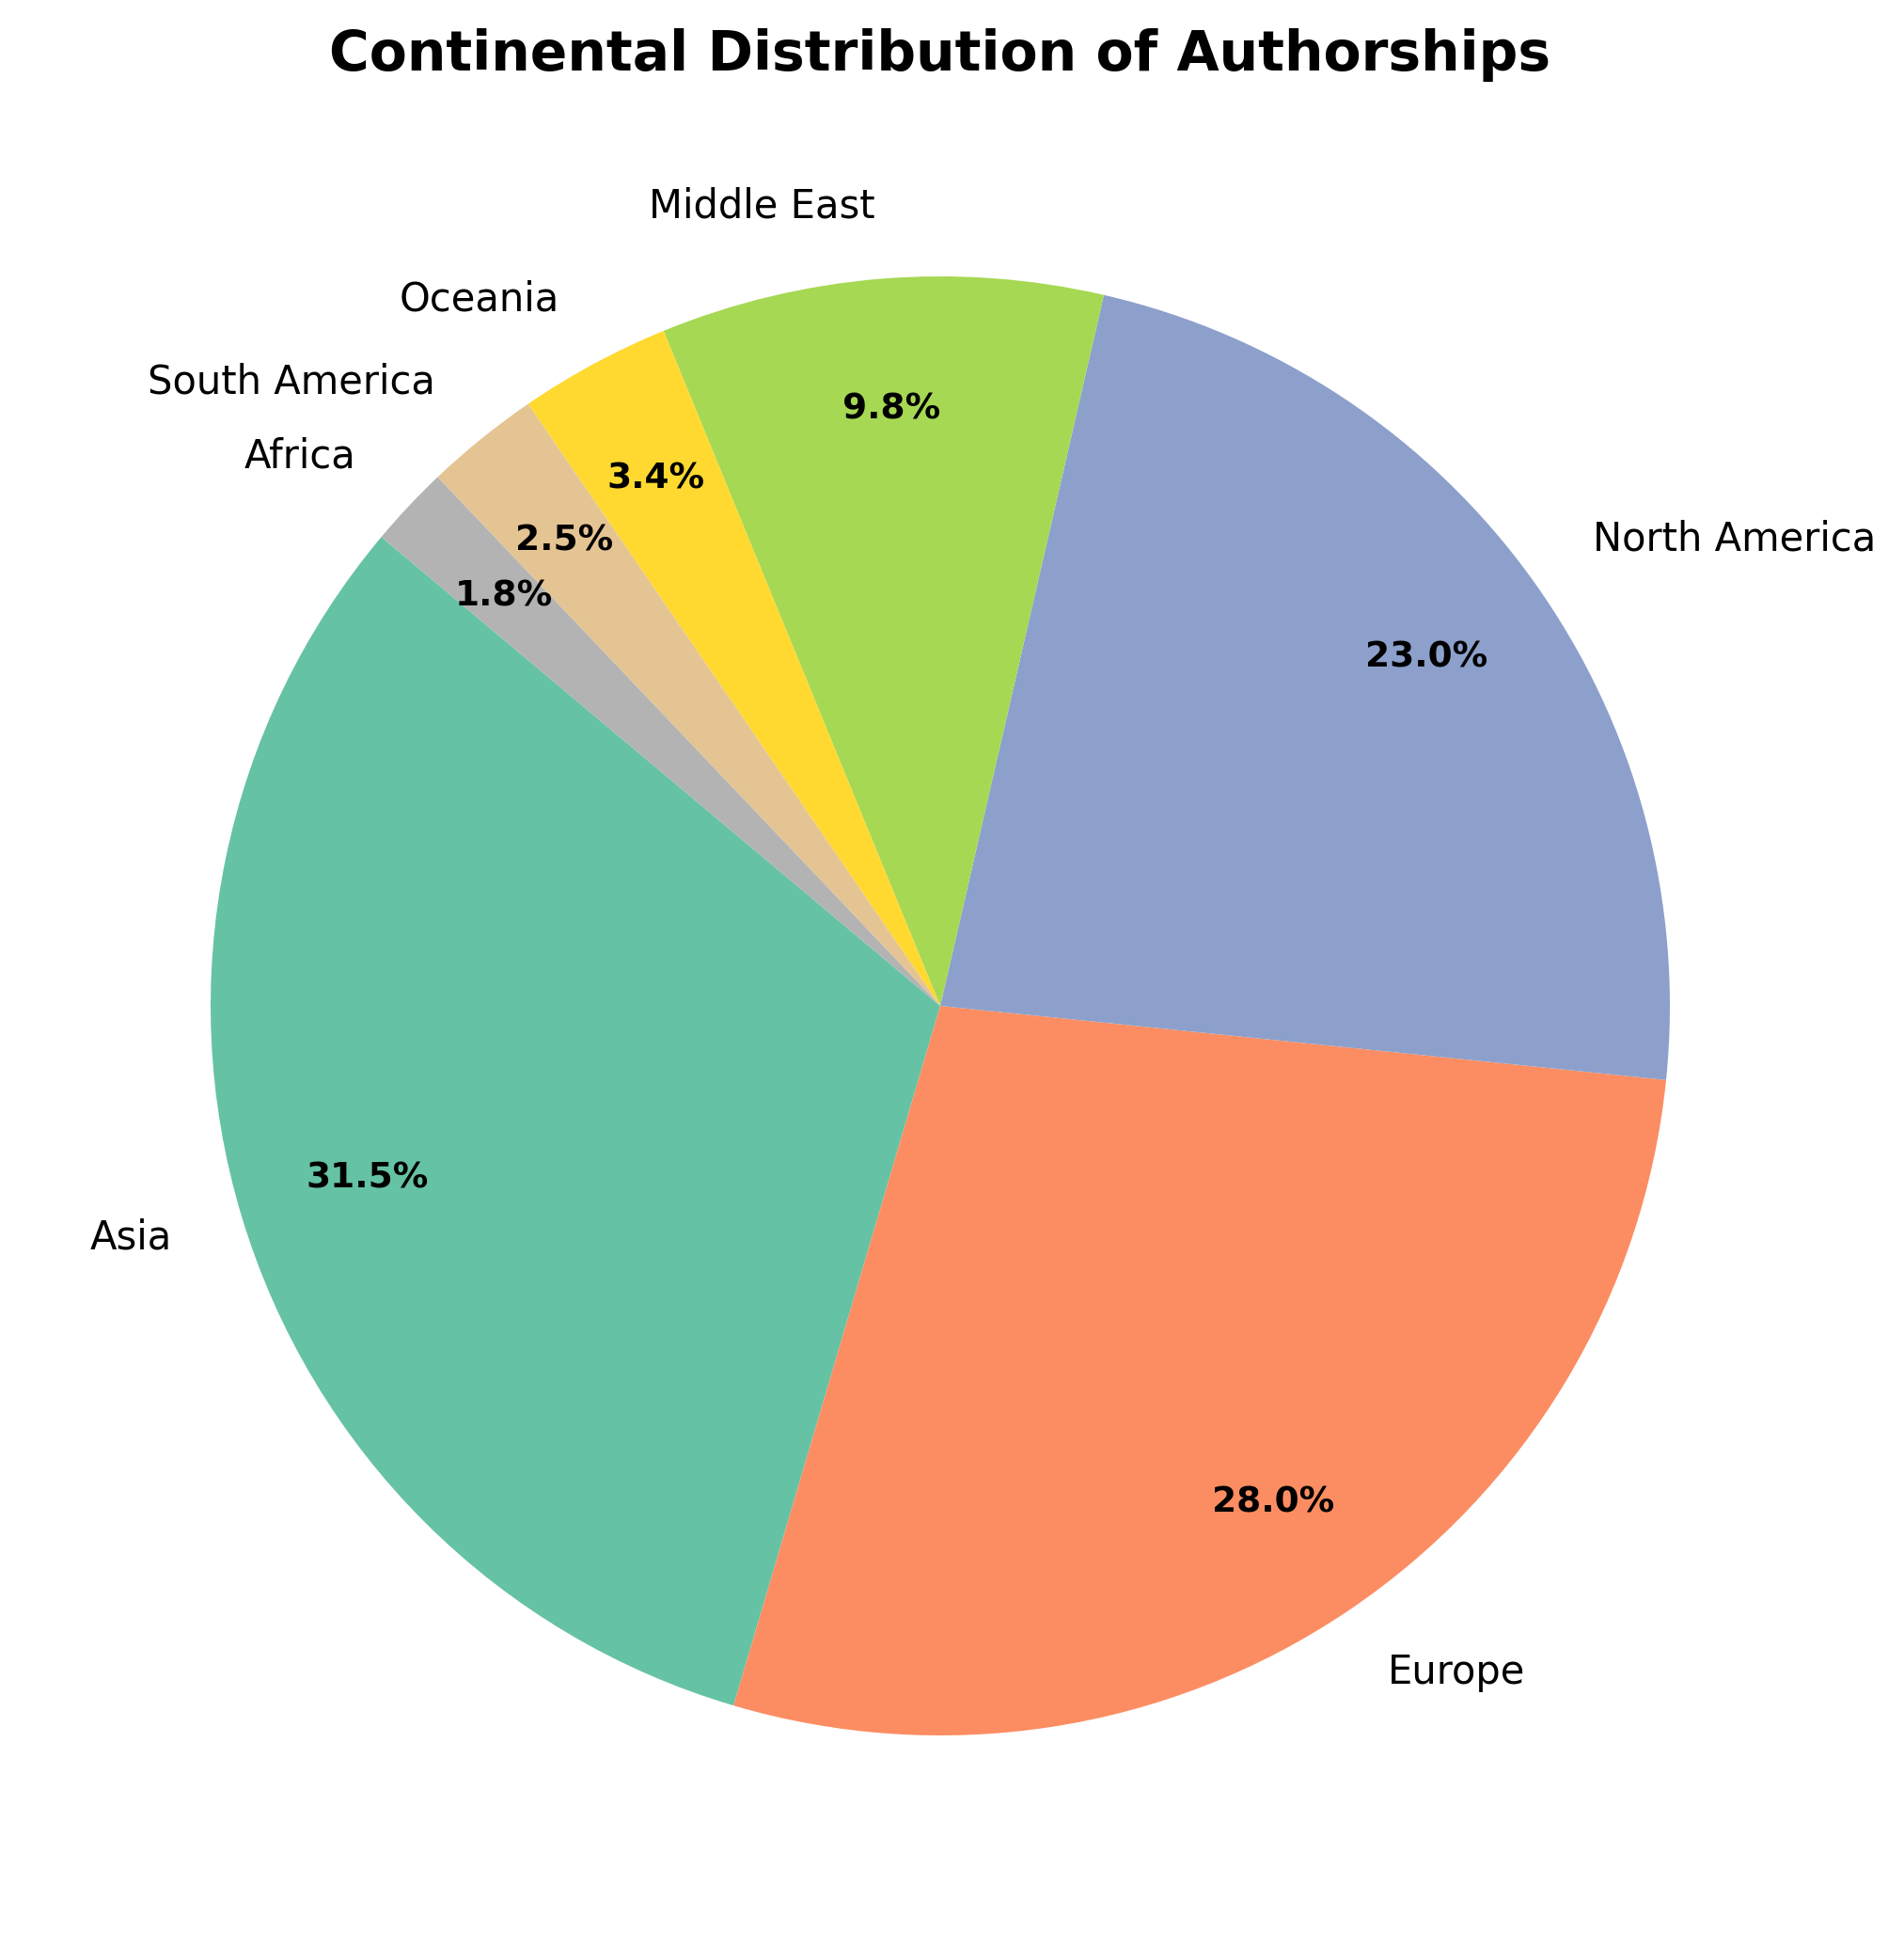 Continental Distribution of Authorships
Middle East
Oceania
South America
Africa
9.8%
3.4%
2.5%
1.8%
North America
23.0%
31.5%
Asia
28.0%
Europe